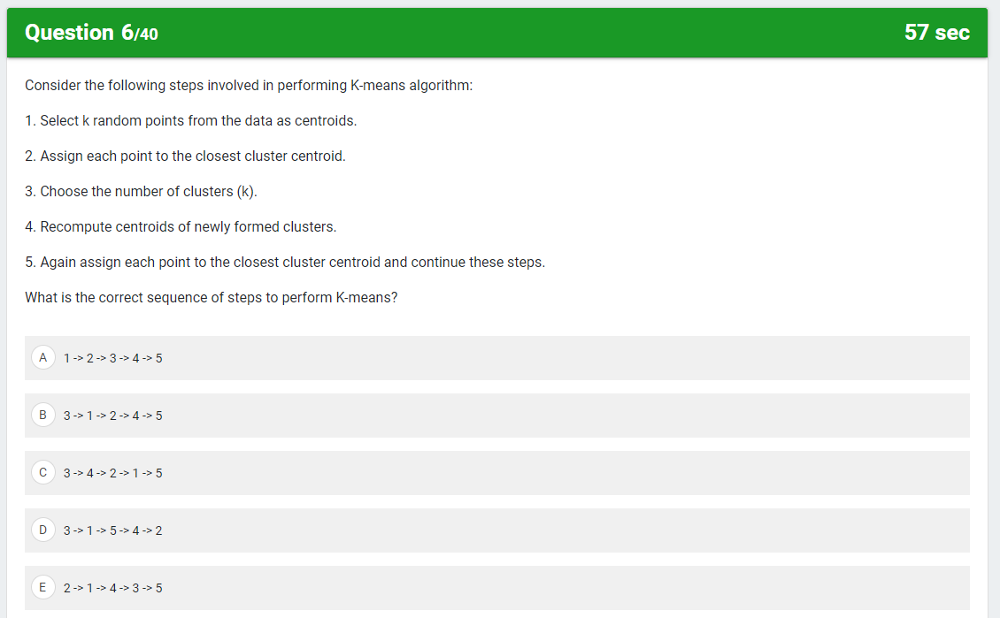 Question 6/40 57 sec
Consider the following steps involved in performing K-means algorithm:
1. Select k random points from the data as centroids.
2. Assign each point to the closest cluster centroid.
3. Choose the number of clusters (k).
4. Recompute centroids of newly formed clusters.
5. Again assign each point to the closest cluster centroid and continue these steps.
What is the correct sequence of steps to perform K-means?
A 1 -> 2 -> 3 -> 4 -> 5
B 3 -> 1 -> 2 -> 4 -> 5
C 3 -> 4 -> 2 -> 1 -> 5
D 3 -> 1 -> 5 -> 4 -> 2
E 2 -> 1 -> 4 -> 3 -> 5